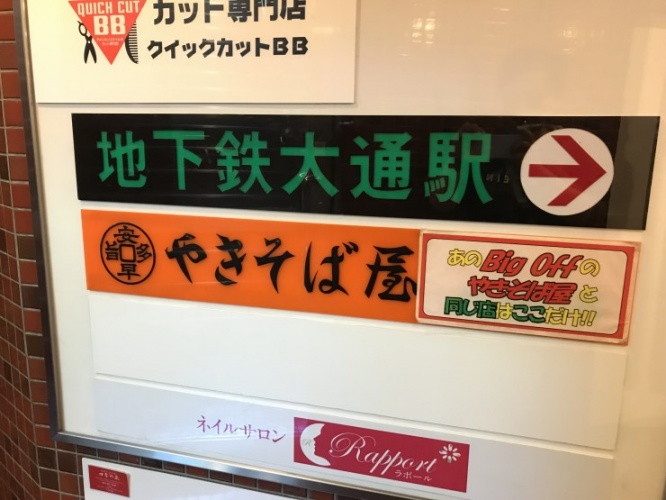 QUICK CUT
BB
カット専門店
クイックカットBB
地下鉄大通駅
安
旨 多
早
やきそば屋
あのBig Offの
やきそば屋と
同じ店はここだけ!!
ネイルサロン
Rapport
ラポール